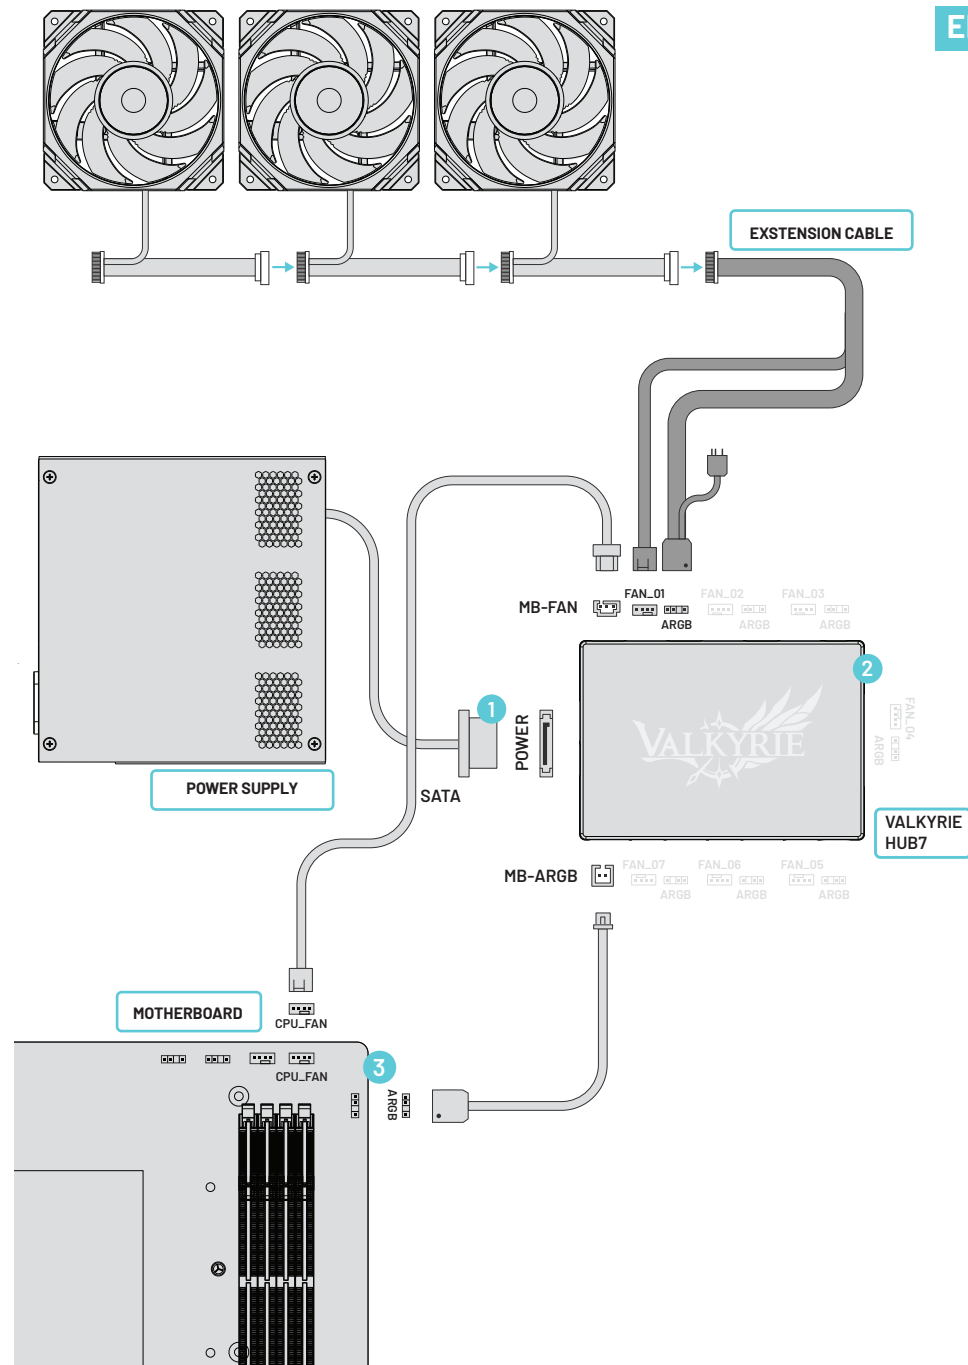 EXSTENSION CABLE
FAN_01
FAN_02
FAN_03
MB-FAN
ARGB
ARGB
ARGB
2
FAN_04
ARGB
1
POWER
VALKYRIE
POWER SUPPLY
SATA
VALKYRIE
HUB7
MB-ARGB
FAN_07
FAN_06
FAN_05
ARGB
ARGB
ARGB
MOTHERBOARD
CPU_FAN
CPU_FAN
3
ARGB